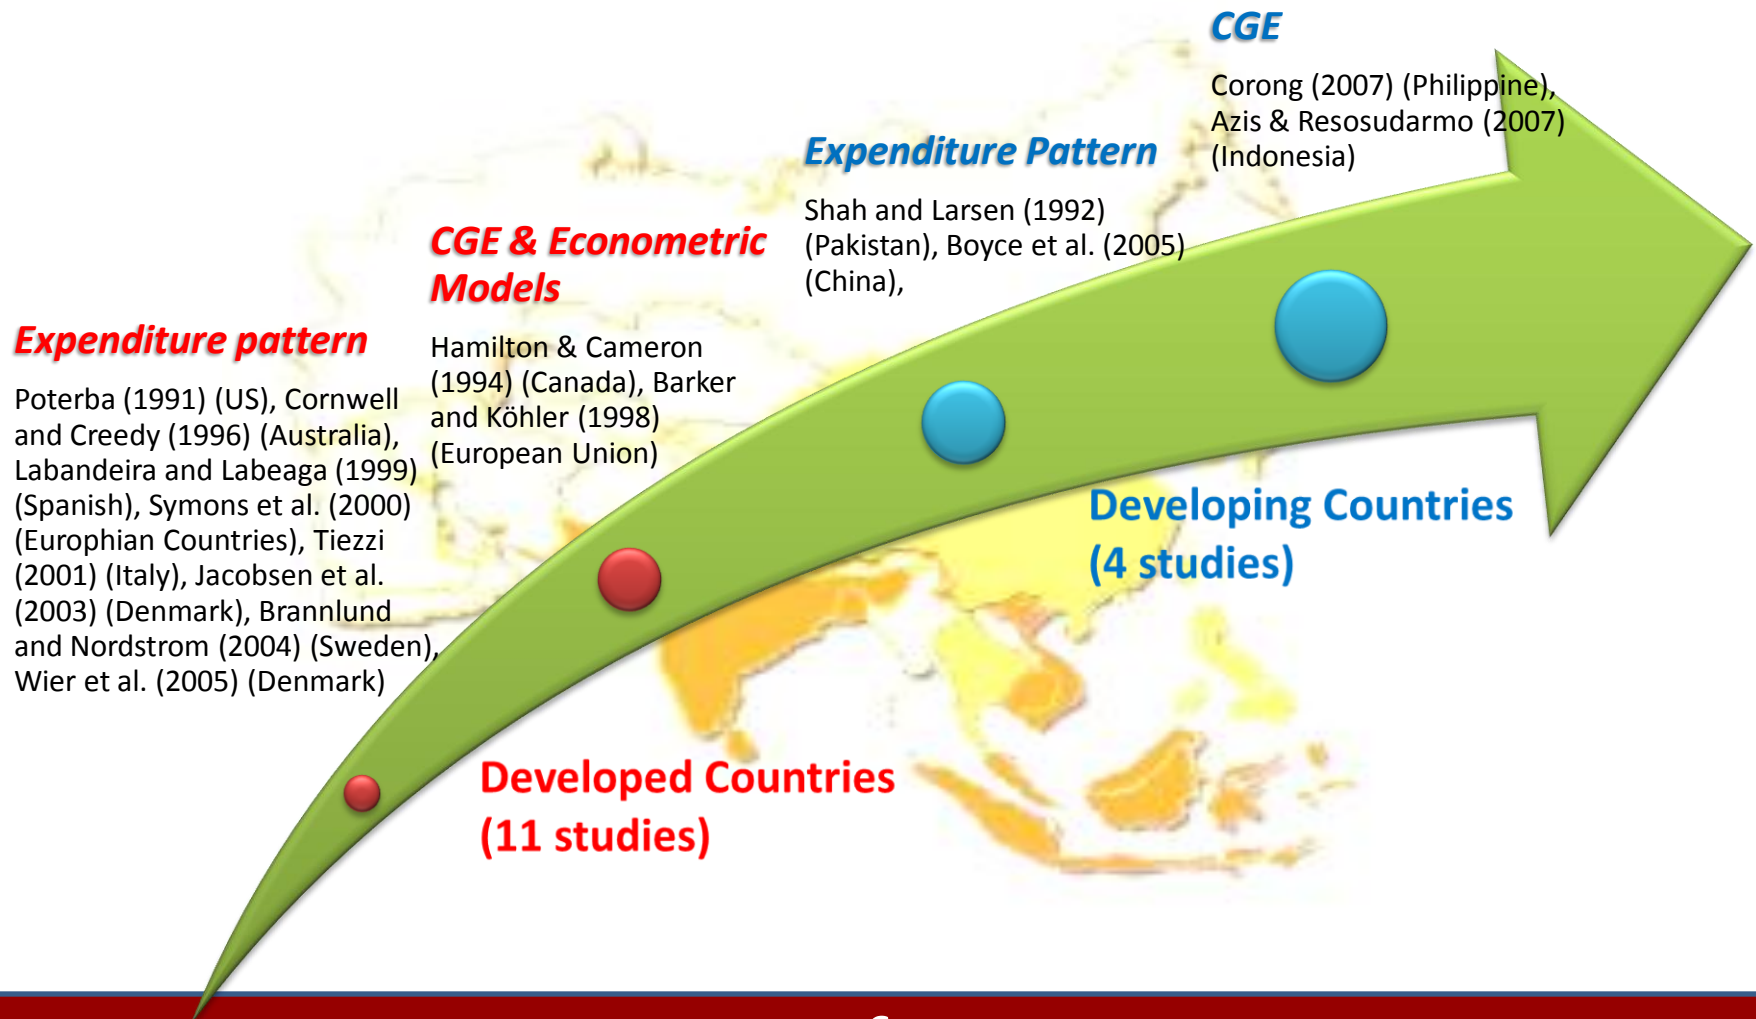 CGE
Corong (2007) (Philippine),
Azis & Resosudarmo (2007)
(Indonesia)
Expenditure Pattern
Shah and Larsen (1992)
(Pakistan), Boyce et al. (2005)
(China),
CGE & Econometric
Models
Hamilton & Cameron
(1994) (Canada), Barker
and Köhler (1998)
(European Union)
Expenditure pattern
Poterba (1991) (US), Cornwell
and Creedy (1996) (Australia),
Labandeira and Labeaga (1999)
(Spanish), Symons et al. (2000)
(Europhian Countries), Tiezzi
(2001) (Italy), Jacobsen et al.
(2003) (Denmark), Brannlund
and Nordstrom (2004) (Sweden),
Wier et al. (2005) (Denmark)
Developing Countries
(4 studies)
Developed Countries
(11 studies)